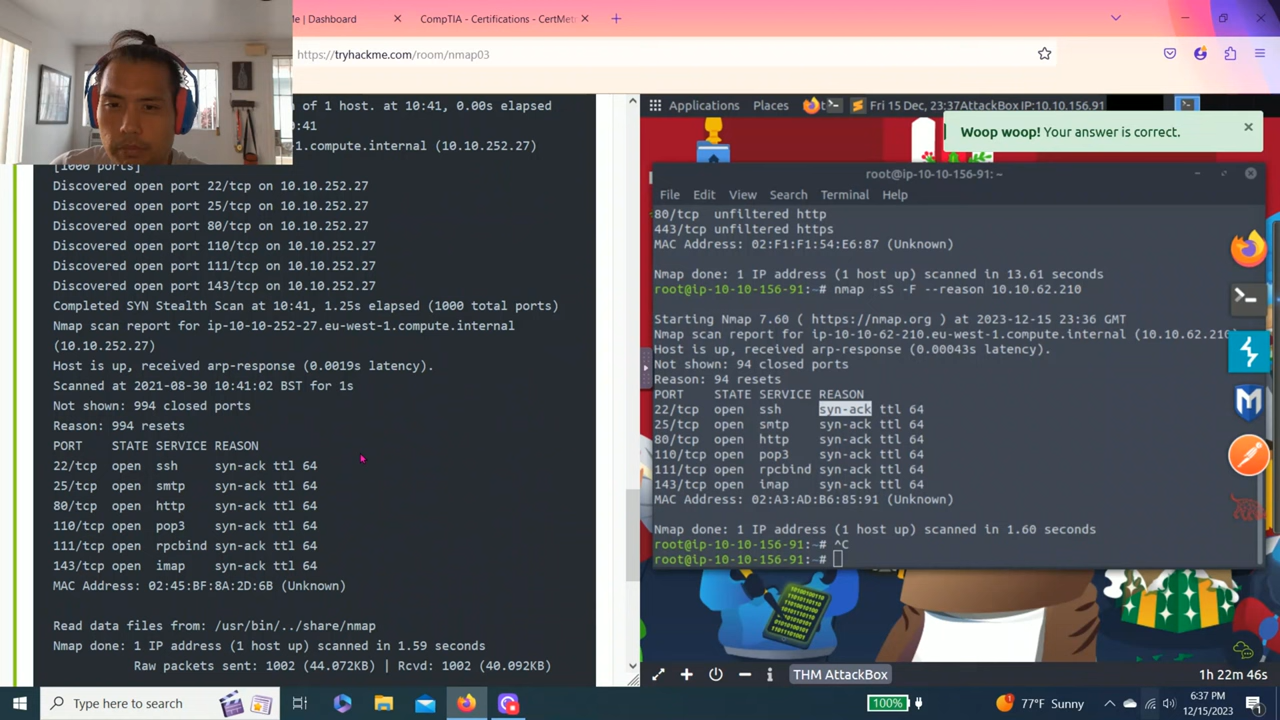 Me | Dashboard
CompTIA - Certifications - CertMet
https://tryhackme.com/room/nmap03
n of 1 host. at 10:41, 0.00s elapsed
10:41
-1.compute.internal (10.10.252.27)
[1000 ports]
Discovered open port 22/tcp on 10.10.252.27
Discovered open port 25/tcp on 10.10.252.27
Discovered open port 80/tcp on 10.10.252.27
Discovered open port 110/tcp on 10.10.252.27
Discovered open port 111/tcp on 10.10.252.27
Discovered open port 143/tcp on 10.10.252.27
Completed SYN Stealth Scan at 10:41, 1.25s elapsed (1000 total ports)
Nmap scan report for ip-10-10-252-27.eu-west-1.compute.internal
(10.10.252.27)
Host is up, received arp-response (0.0019s latency).
Scanned at 2021-08-30 10:41:02 BST for 1s
Not shown: 994 closed ports
Reason: 994 resets
PORT STATE SERVICE REASON
22/tcp open ssh syn-ack ttl 64
25/tcp open smtp syn-ack ttl 64
80/tcp open http syn-ack ttl 64
110/tcp open pop3 syn-ack ttl 64
111/tcp open rpcbind syn-ack ttl 64
143/tcp open imap syn-ack ttl 64
MAC Address: 02:45:BF:8A:2D:6B (Unknown)
Read data files from: /usr/bin/../share/nmap
Nmap done: 1 IP address (1 host up) scanned in 1.59 seconds
Raw packets sent: 1002 (44.072KB) | Rcvd: 1002 (40.092KB)
Applications Places Fri 15 Dec, 23:37 AttackBox IP:10.10.156.91
Woop woop! Your answer is correct.
root@ip-10-10-156-91: ~
File Edit View Search Terminal Help
80/tcp unfiltered http
443/tcp unfiltered https
MAC Address: 02:F1:F1:54:E6:87 (Unknown)
Nmap done: 1 IP address (1 host up) scanned in 13.61 seconds
root@ip-10-10-156-91:~# nmap -sS -F --reason 10.10.62.210
Starting Nmap 7.60 ( https://nmap.org ) at 2023-12-15 23:36 GMT
Nmap scan report for ip-10-10-62-210.eu-west-1.compute.internal (10.10.62.210)
Host is up, received arp-response (0.00043s latency).
Not shown: 94 closed ports
Reason: 94 resets
PORT STATE SERVICE REASON
22/tcp open ssh syn-ack ttl 64
25/tcp open smtp syn-ack ttl 64
80/tcp open http syn-ack ttl 64
110/tcp open pop3 syn-ack ttl 64
111/tcp open rpcbind syn-ack ttl 64
143/tcp open imap syn-ack ttl 64
MAC Address: 02:A3:AD:B6:85:91 (Unknown)
Nmap done: 1 IP address (1 host up) scanned in 1.60 seconds
root@ip-10-10-156-91:~# ^C
root@ip-10-10-156-91:~#
THM AttackBox
1h 22m 46s
Type here to search
100%
77°F Sunny
6:37 PM
12/15/2023
1